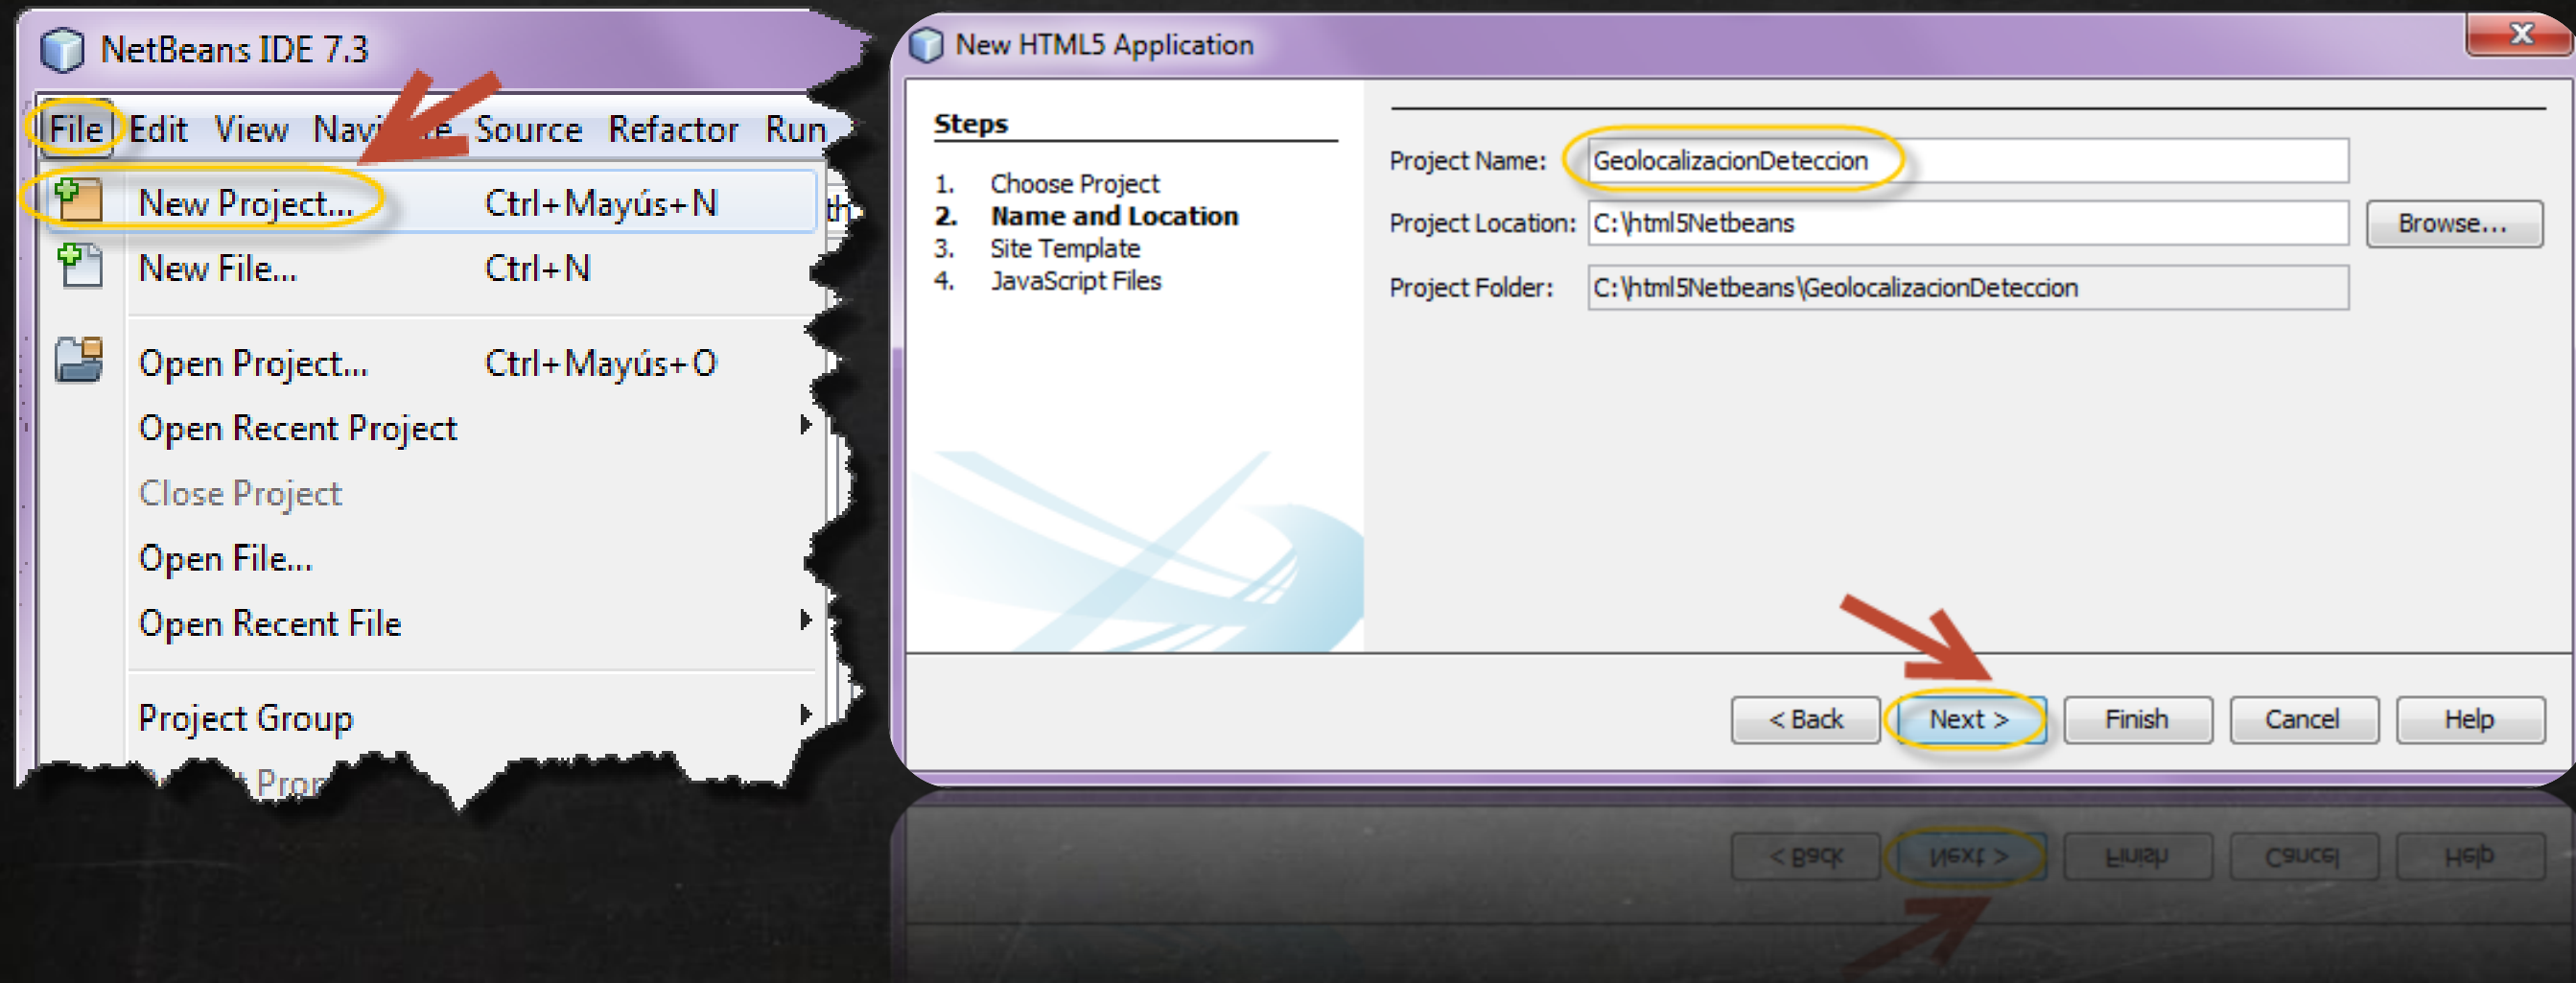 NetBeans IDE 7.3
File Edit View Source Refactor Run
New Project... Ctrl+Mayús+N
New File... Ctrl+N
Open Project... Ctrl+Mayús+O
Open Recent Project
Close Project
Open File...
Open Recent File
Project Group
New HTML5 Application
Steps
1. Choose Project
2. Name and Location
3. Site Template
4. JavaScript Files
Project Name: GeolocalizacionDeteccion
Project Location: C:\html5Netbeans Browse...
Project Folder: C:\html5Netbeans\GeolocalizacionDeteccion
< Back Next > Finish Cancel Help